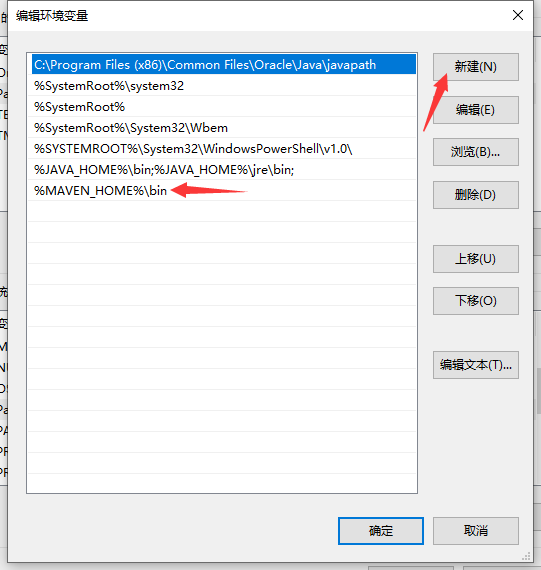 编辑环境变量
C:\Program Files (x86)\Common Files\Oracle\Java\javapath
%SystemRoot%\system32
%SystemRoot%
%SystemRoot%\System32\Wbem
%SYSTEMROOT%\System32\WindowsPowerShell\v1.0\
%JAVA_HOME%\bin;%JAVA_HOME%\jre\bin;
%MAVEN_HOME%\bin
新建(N)
编辑(E)
浏览(B)...
删除(D)
上移(U)
下移(O)
编辑文本(T)...
确定
取消